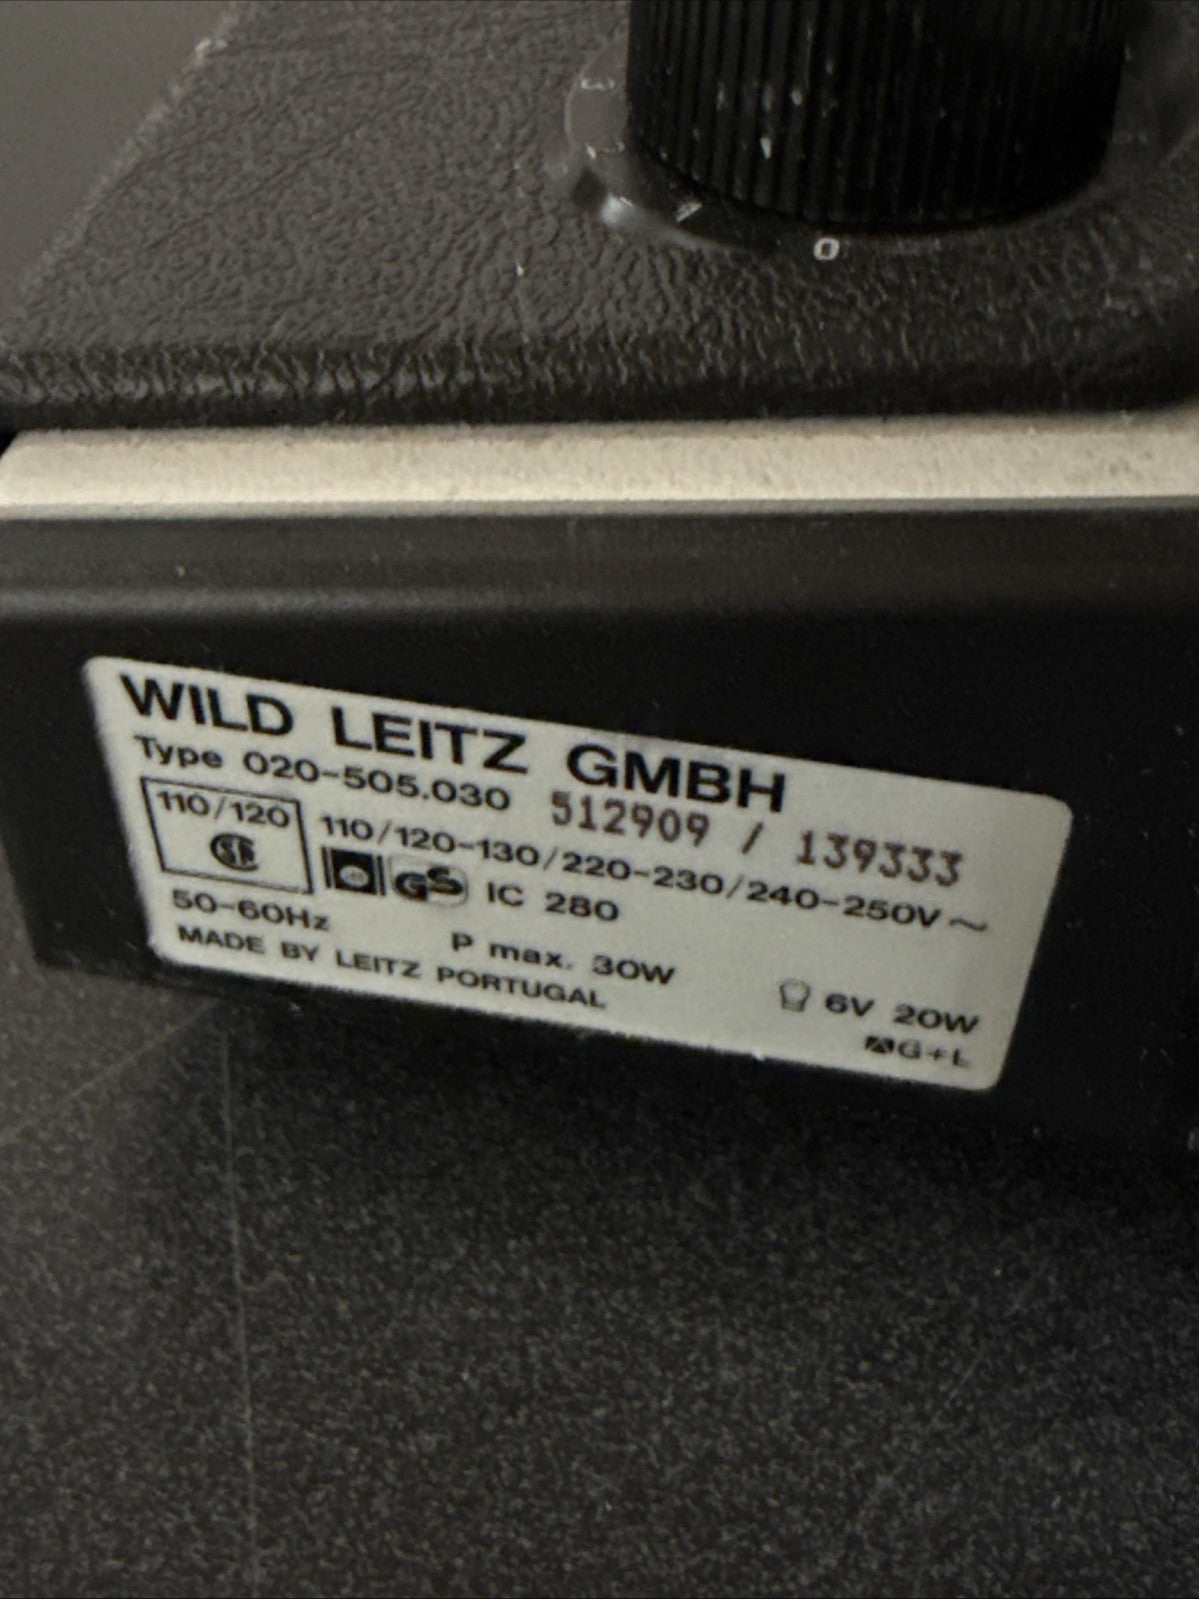 0
WILD LEITZ GMBH
Type 020-505.030 512909 / 139333
110/120 110/120-130/220-230/240-250V~
GS IC 280
50-60Hz P max. 30W 6V 20W
MADE BY LEITZ PORTUGAL G+L